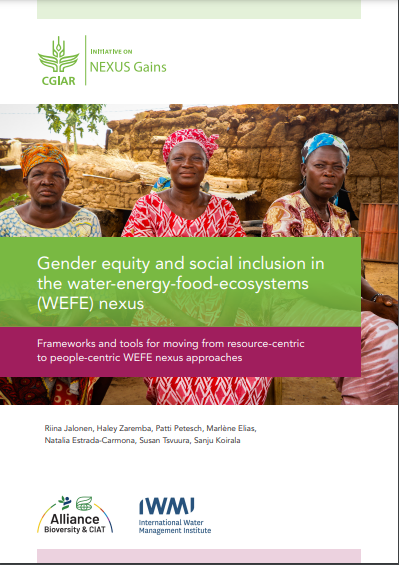 INITIATIVE ON
NEXUS Gains
CGIAR
Gender equity and social inclusion in
the water-energy-food-ecosystems
(WEFE) nexus
Frameworks and tools for moving from resource-centric
to people-centric WEFE nexus approaches
Riina Jalonen, Haley Zaremba, Patti Petesch, Marlène Elias,
Natalia Estrada-Carmona, Susan Tsvuura, Sanju Koirala
Alliance
Bioversity & CIAT
IWMI
International Water
Management Institute